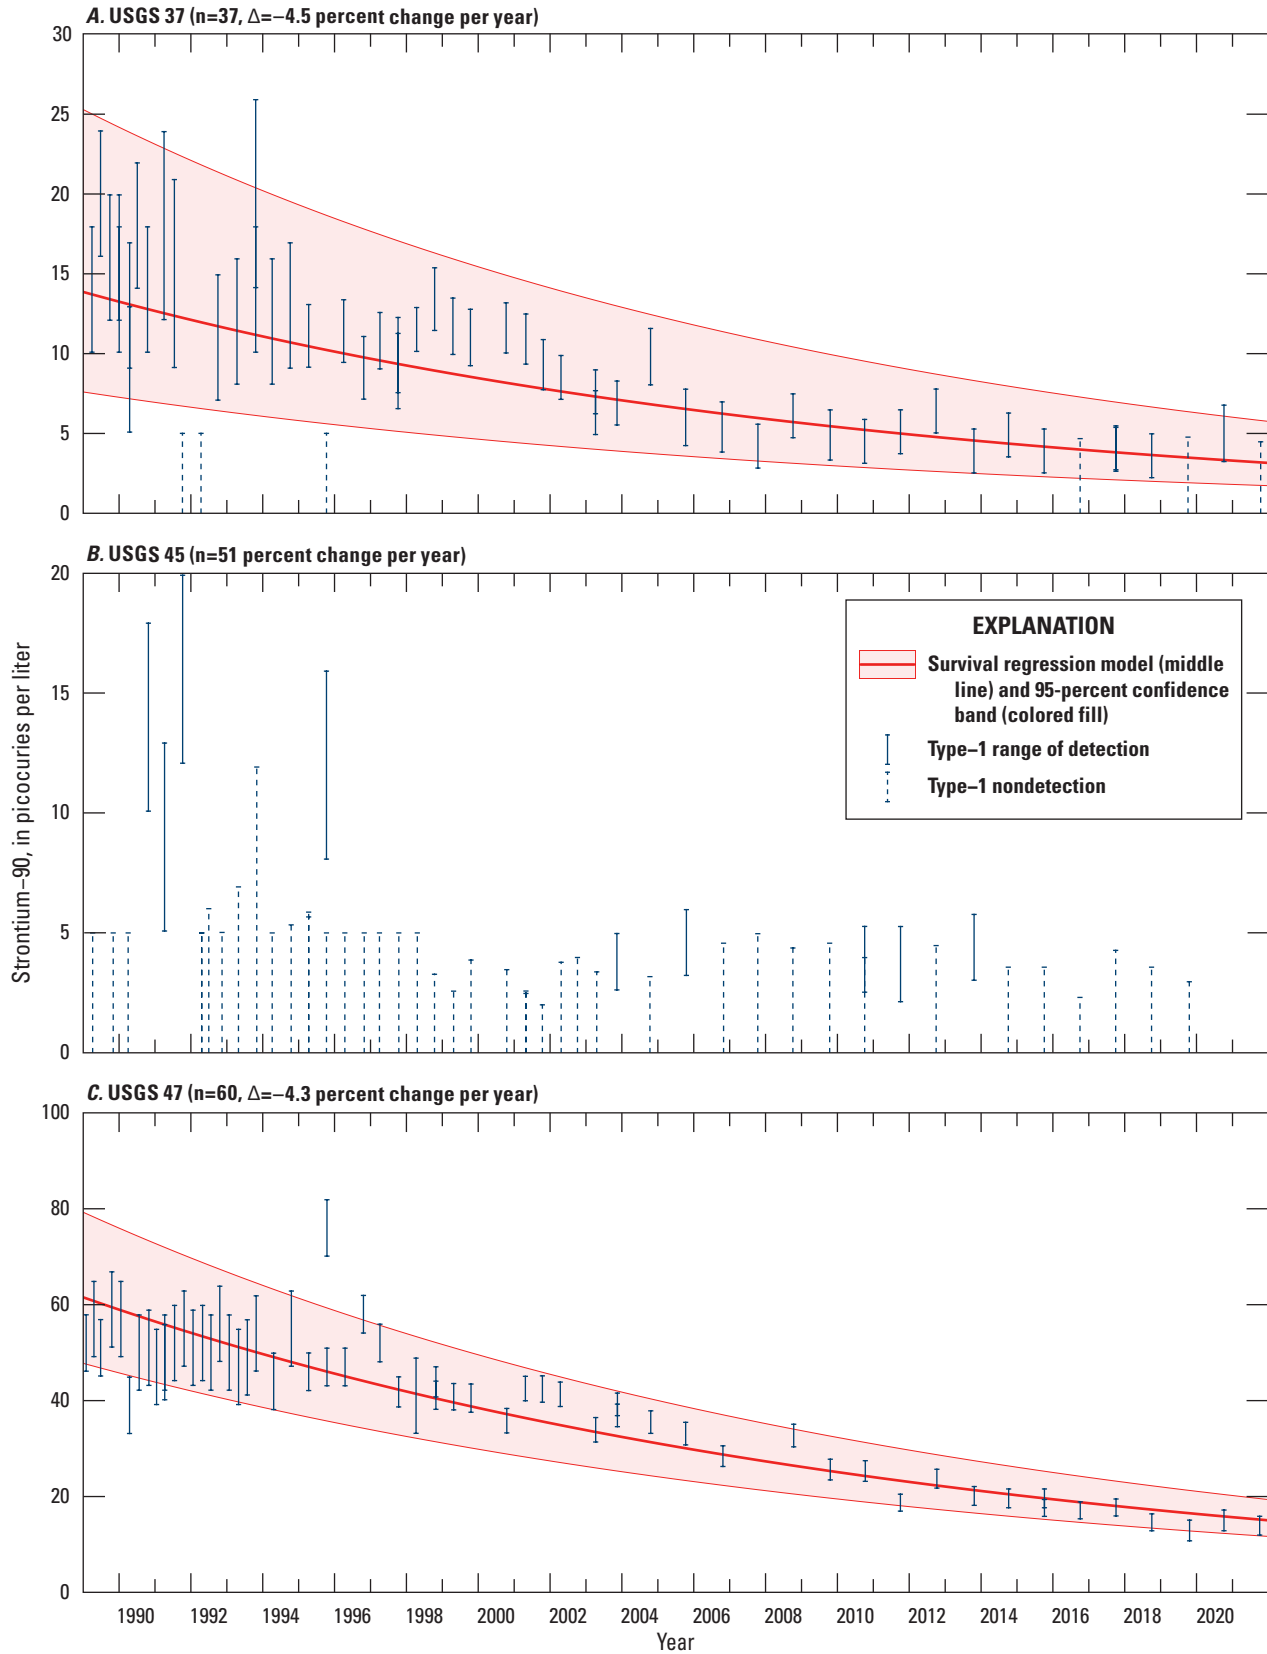 A. USGS 37 (n=37, Δ=−4.5 percent change per year)
30
25
20
15
10
5
0
B. USGS 45 (n=51 percent change per year)
20
15
10
5
0
EXPLANATION
Survival regression model (middle
line) and 95-percent confidence
band (colored fill)
Type−1 range of detection
Type−1 nondetection
Strontium−90, in picocuries per liter
C. USGS 47 (n=60, Δ=−4.3 percent change per year)
100
80
60
40
20
0
1990 1992 1994 1996 1998 2000 2002 2004 2006 2008 2010 2012 2014 2016 2018 2020
Year